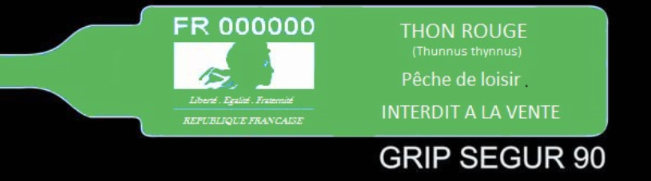 FR 000000
Liberté . Egalité . Fraternité
REPUBLIQUE FRANCAISE
THON ROUGE
(Thunnus thynnus)
Pêche de loisir .
INTERDIT A LA VENTE
GRIP SEGUR 90